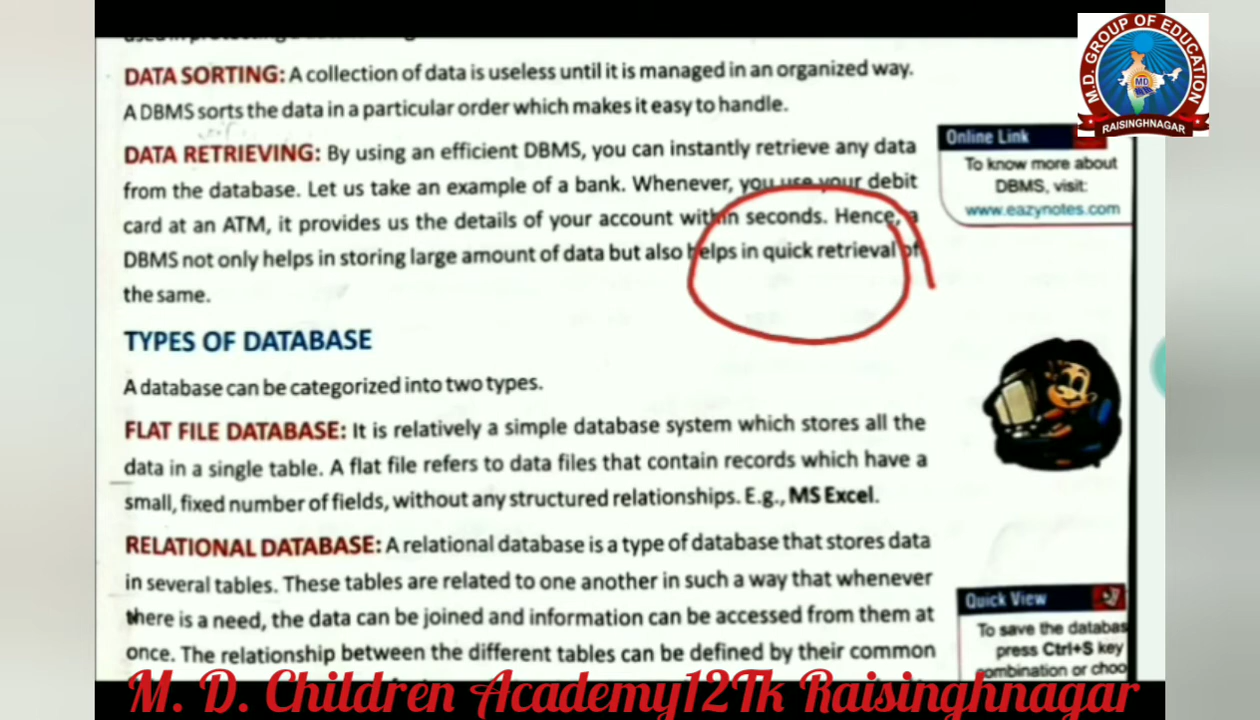 DATA SORTING: A collection of data is useless until it is managed in an organized way.
A DBMS sorts the data in a particular order which makes it easy to handle.
DATA RETRIEVING: By using an efficient DBMS, you can instantly retrieve any data
from the database. Let us take an example of a bank. Whenever, you use your debit
card at an ATM, it provides us the details of your account within seconds. Hence, a
DBMS not only helps in storing large amount of data but also helps in quick retrieval of
the same.
TYPES OF DATABASE
A database can be categorized into two types.
FLAT FILE DATABASE: It is relatively a simple database system which stores all the
data in a single table. A flat file refers to data files that contain records which have a
small, fixed number of fields, without any structured relationships. E.g., MS Excel.
RELATIONAL DATABASE: A relational database is a type of database that stores data
in several tables. These tables are related to one another in such a way that whenever
there is a need, the data can be joined and information can be accessed from them at
once. The relationship between the different tables can be defined by their common
M.D. GROUP OF EDUCATION
MD
RAISINGHNAGAR
Online Link
To know more about
DBMS, visit:
www.eazynotes.com
Quick View
To save the databas
press Ctrl+S key
combination or choo
M. D. Children Academy12Tk Raisinghnagar